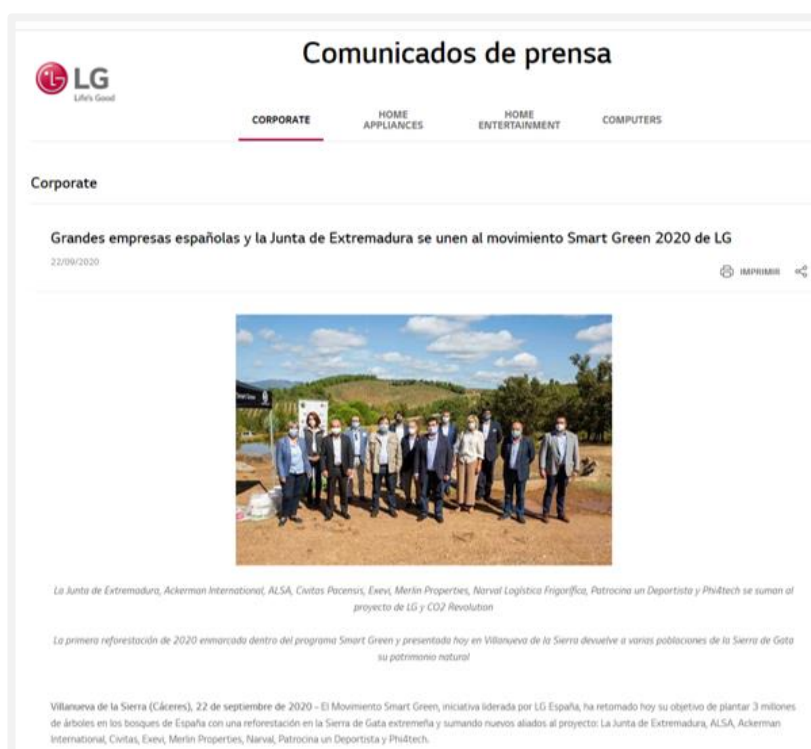 Comunicados de prensa
LG
Life's Good
CORPORATE
HOME
APPLIANCES
HOME
ENTERTAINMENT
COMPUTERS
Corporate
Grandes empresas españolas y la Junta de Extremadura se unen al movimiento Smart Green 2020 de LG
22/09/2020
IMPRIMIR
La Junta de Extremadura, Ackerman International, ALSA, Civitas Pacensis, Exevi, Merlin Properties, Narval Logística Frigorífica, Patrocina un Deportista y Phi4tech se suman al
proyecto de LG y CO2 Revolution
La primera reforestación de 2020 enmarcada dentro del programa Smart Green y presentada hoy en Villanueva de la Sierra devuelve a varias poblaciones de la Sierra de Gata
su patrimonio natural
Villanueva de la Sierra (Cáceres), 22 de septiembre de 2020 – El Movimiento Smart Green, iniciativa liderada por LG España, ha retomado hoy su objetivo de plantar 3 millones
de árboles en los bosques de España con una reforestación en la Sierra de Gata extremeña y sumando nuevos aliados al proyecto: La Junta de Extremadura, ALSA, Ackerman
International, Civitas, Exevi, Merlin Properties, Narval, Patrocina un Deportista y Phi4tech.